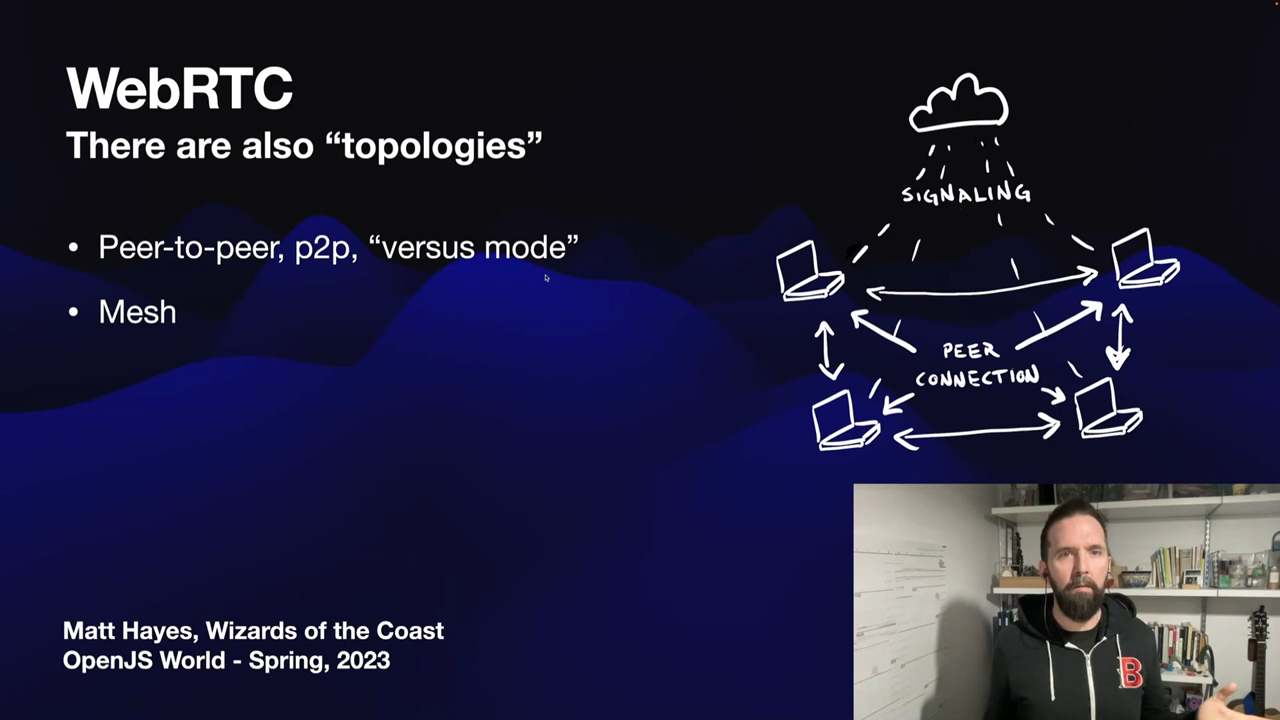 WebRTC
There are also “topologies”
• Peer-to-peer, p2p, “versus mode”
• Mesh
SIGNALING
PEER
CONNECTION
Matt Hayes, Wizards of the Coast
OpenJS World - Spring, 2023
B